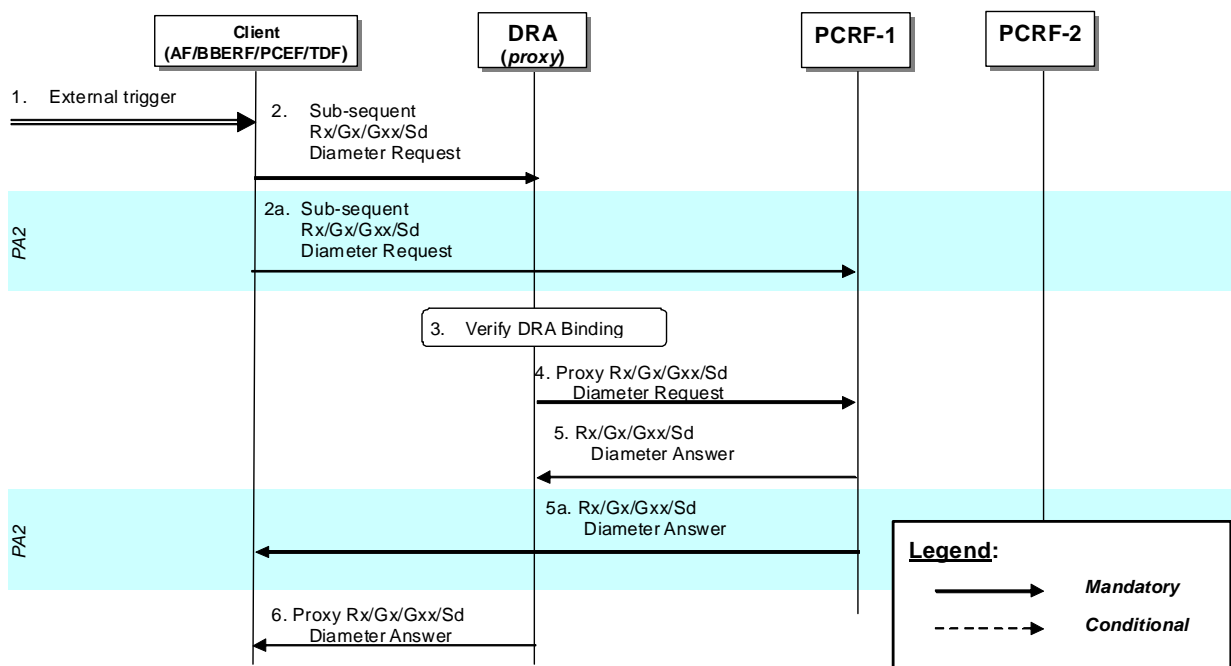 Client
(AF/BBERF/PCEF/TDF)
DRA
(proxy)
PCRF-1
PCRF-2
1. External trigger
2. Sub-sequent
Rx/Gx/Gxx/Sd
Diameter Request
PA2
2a. Sub-sequent
Rx/Gx/Gxx/Sd
Diameter Request
3. Verify DRA Binding
4. Proxy Rx/Gx/Gxx/Sd
Diameter Request
5. Rx/Gx/Gxx/Sd
Diameter Answer
PA2
5a. Rx/Gx/Gxx/Sd
Diameter Answer
6. Proxy Rx/Gx/Gxx/Sd
Diameter Answer
Legend:
Mandatory
Conditional